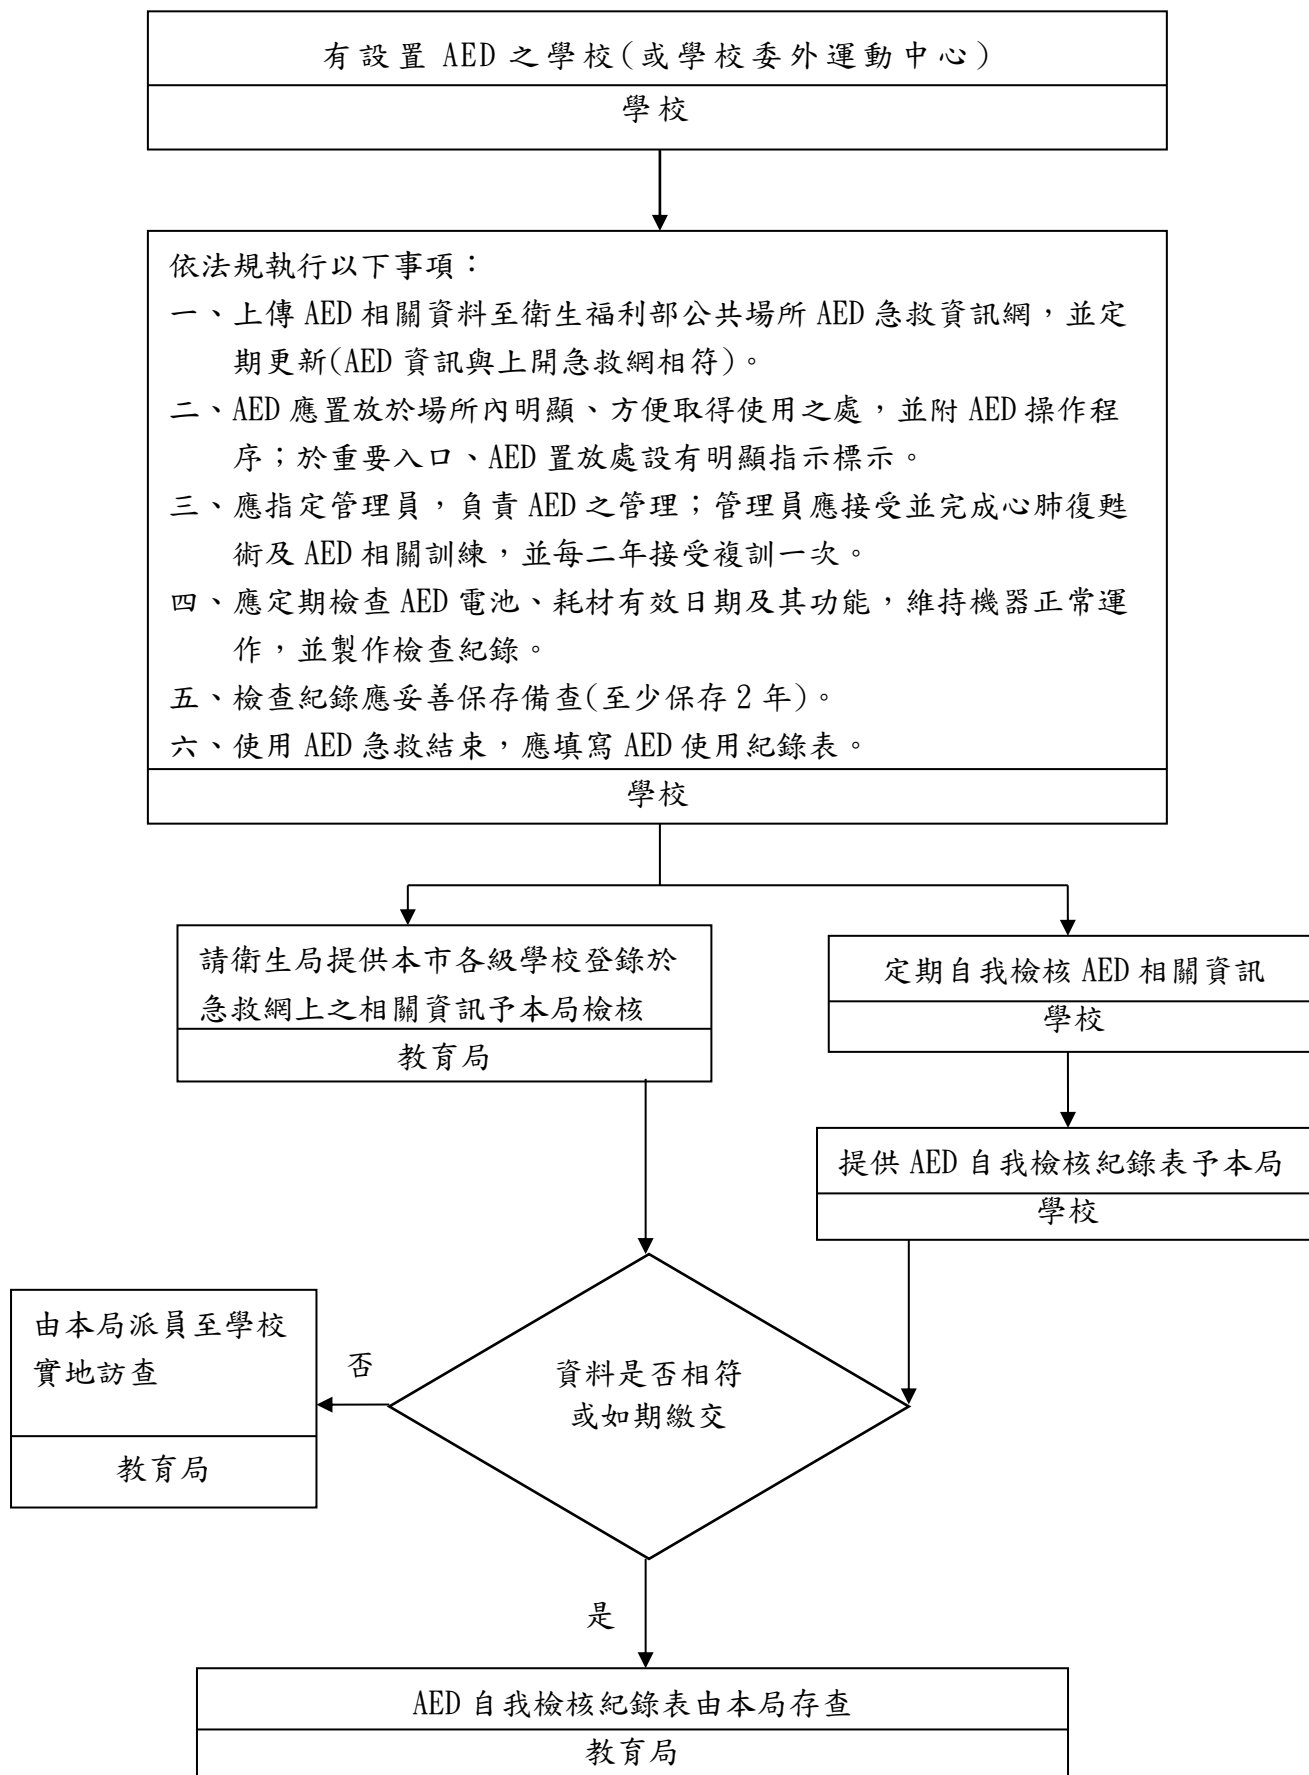 有設置 AED 之學校(或學校委外運動中心)
學校
依法規執行以下事項：
一、上傳 AED 相關資料至衛生福利部公共場所 AED 急救資訊網，並定
期更新(AED 資訊與上開急救網相符)。
二、AED 應置放於場所內明顯、方便取得使用之處，並附 AED 操作程
序；於重要入口、AED 置放處設有明顯指示標示。
三、應指定管理員，負責 AED 之管理；管理員應接受並完成心肺復甦
術及 AED 相關訓練，並每二年接受複訓一次。
四、應定期檢查 AED 電池、耗材有效日期及其功能，維持機器正常運
作，並製作檢查紀錄。
五、檢查紀錄應妥善保存備查(至少保存 2 年)。
六、使用 AED 急救結束，應填寫 AED 使用紀錄表。
學校
請衛生局提供本市各級學校登錄於
急救網上之相關資訊予本局檢核
教育局
定期自我檢核 AED 相關資訊
學校
提供 AED 自我檢核紀錄表予本局
學校
資料是否相符
或如期繳交
否
由本局派員至學校
實地訪查
教育局
是
AED 自我檢核紀錄表由本局存查
教育局